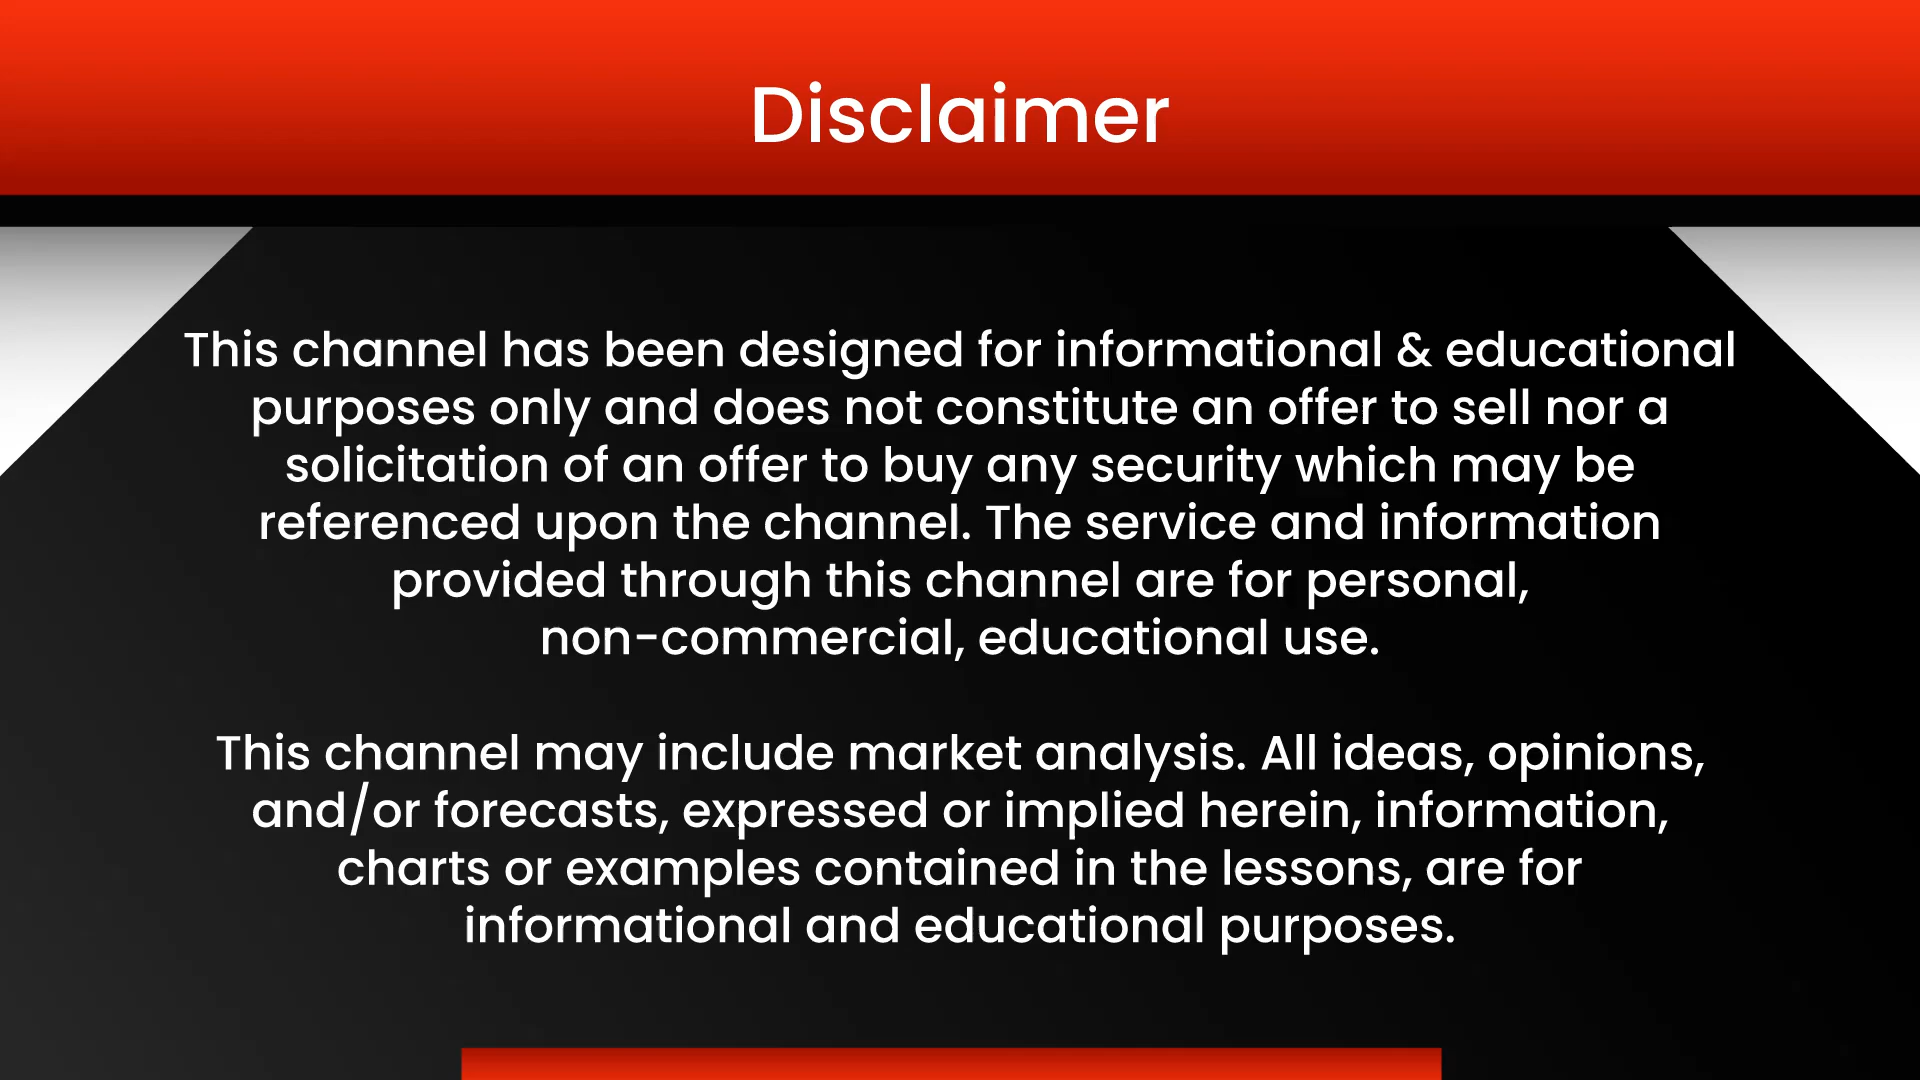 Disclaimer
This channel has been designed for informational & educational
purposes only and does not constitute an offer to sell nor a
solicitation of an offer to buy any security which may be
referenced upon the channel. The service and information
provided through this channel are for personal,
non-commercial, educational use.
This channel may include market analysis. All ideas, opinions,
and/or forecasts, expressed or implied herein, information,
charts or examples contained in the lessons, are for
informational and educational purposes.